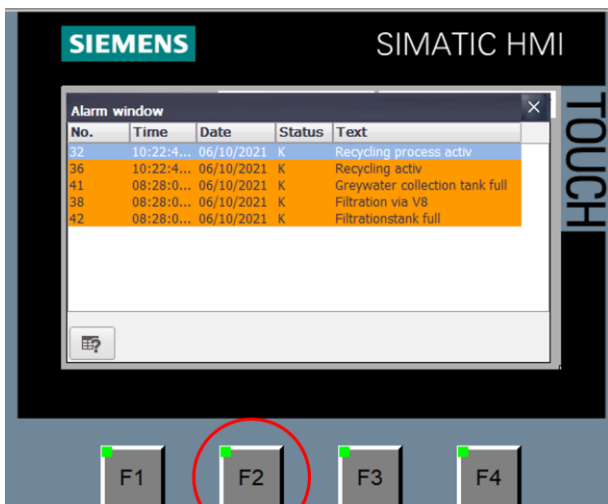 SIEMENS SIMATIC HMI
TOUCH
Alarm window
No. Time Date Status Text
32 10:22:4... 06/10/2021 K Recycling process activ
36 10:22:4... 06/10/2021 K Recycling activ
41 08:28:0... 06/10/2021 K Greywater collection tank full
38 08:28:0... 06/10/2021 K Filtration via V8
42 08:28:0... 06/10/2021 K Filtrationstank full
F1 F2 F3 F4